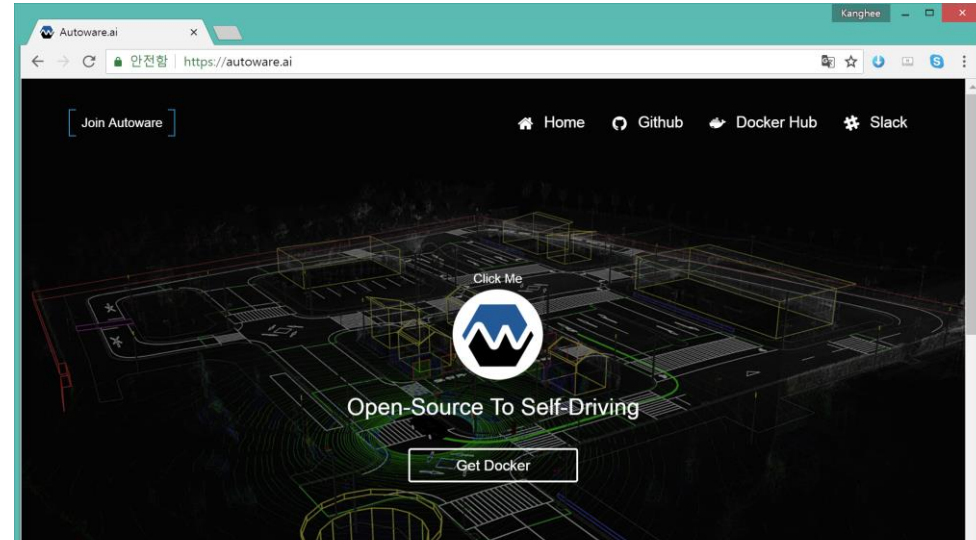 Kanghee
Autoware.ai
안전함 https://autoware.ai
Join Autoware
Home Github Docker Hub Slack
Click Me
Open-Source To Self-Driving
Get Docker